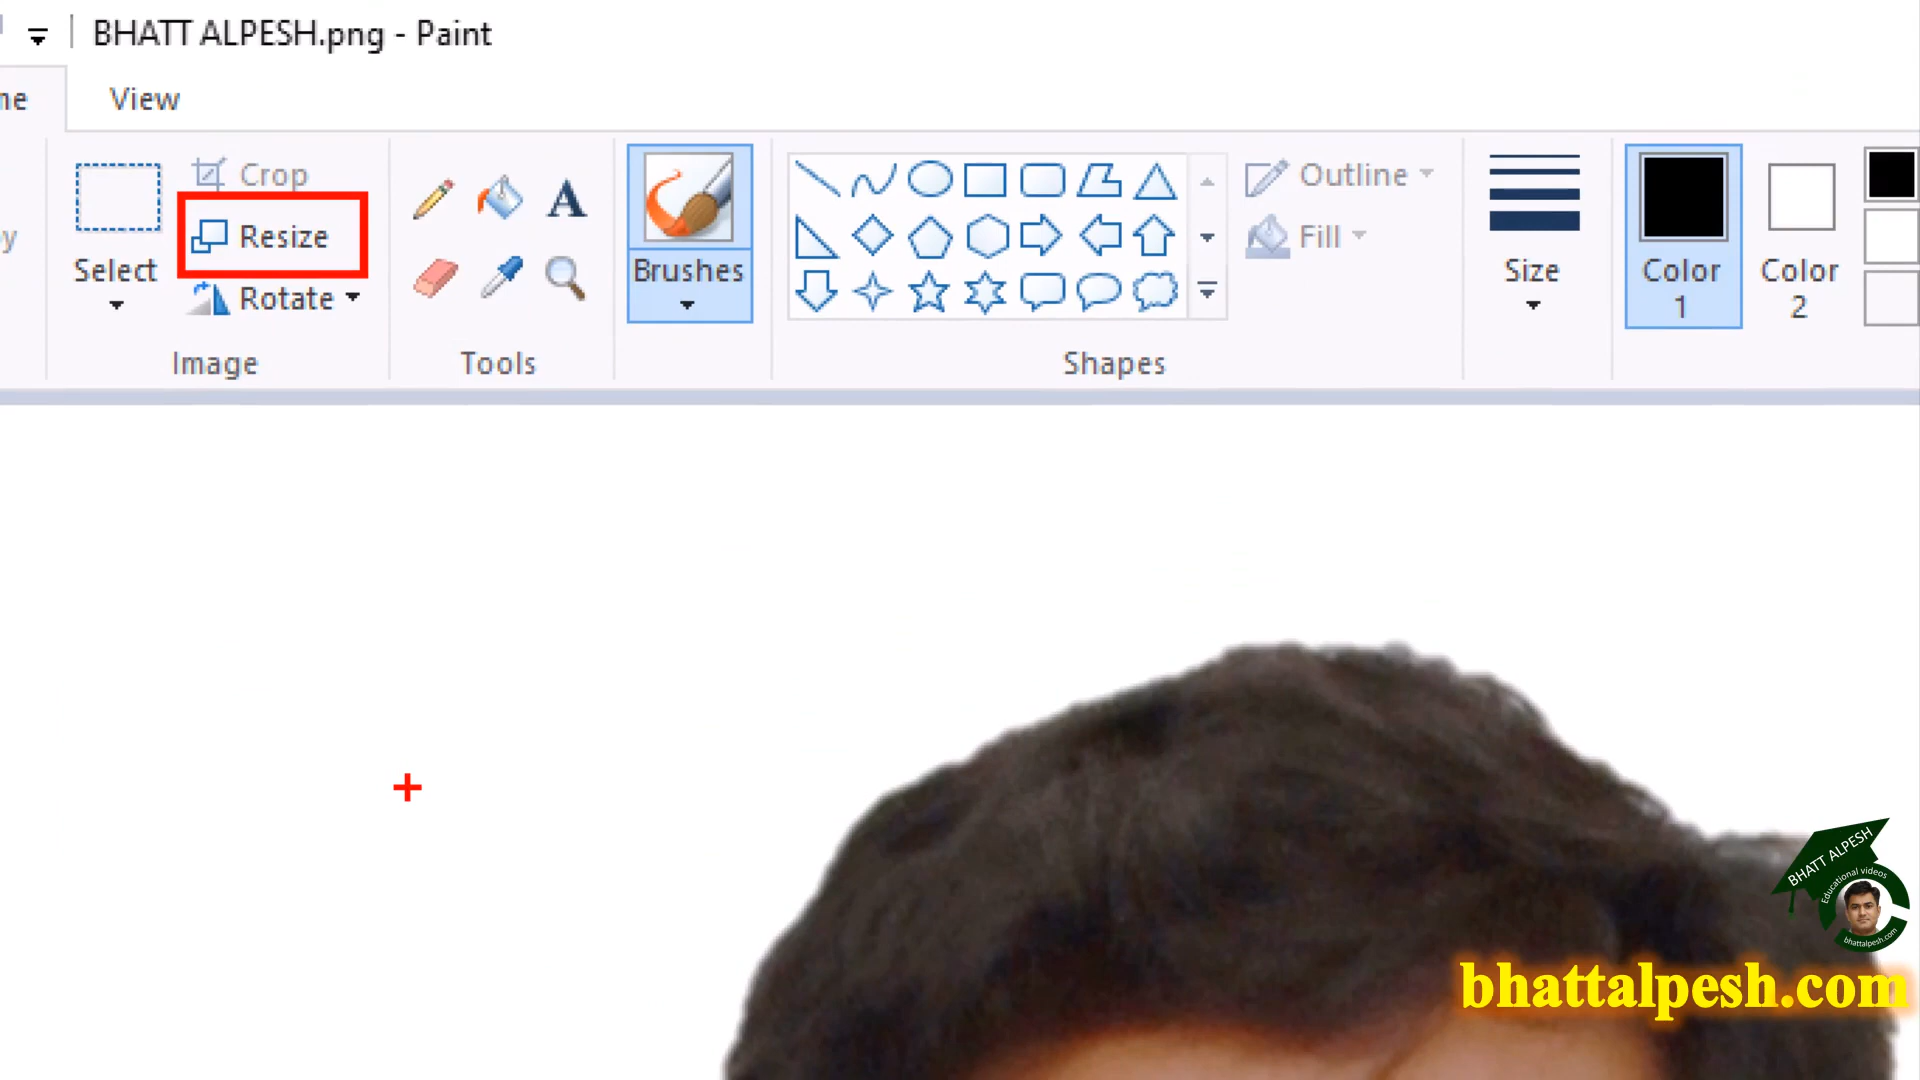 BHATT ALPESH.png - Paint
me
View
Crop
Resize
Rotate
Select
Image
A
Tools
Brushes
Shapes
Outline
Fill
Size
Color
1
Color
2
BHATT ALPESH
Educational videos
bhattalpesh.com
bhattalpesh.com